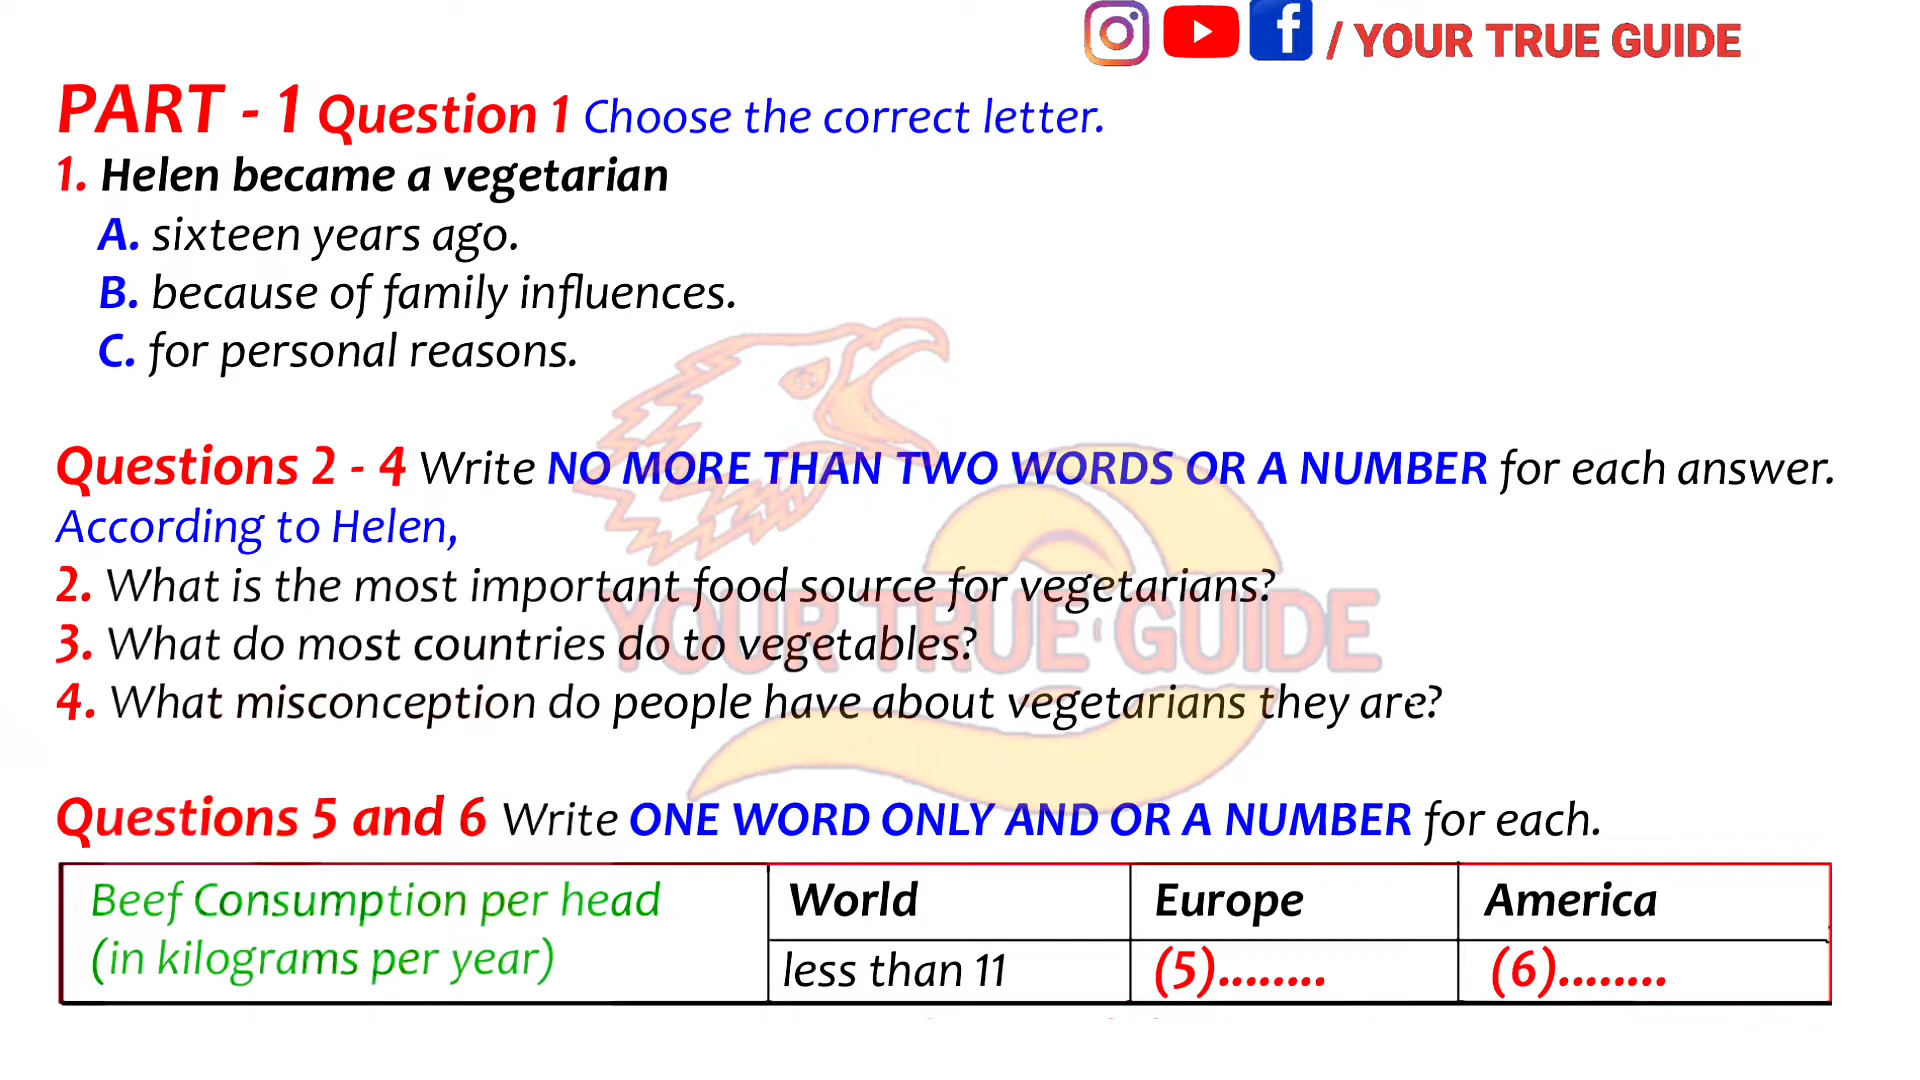 / YOUR TRUE GUIDE
PART - 1 Question 1 Choose the correct letter.
1. Helen became a vegetarian
A. sixteen years ago.
B. because of family influences.
C. for personal reasons.
Questions 2 - 4 Write NO MORE THAN TWO WORDS OR A NUMBER for each answer.
According to Helen,
2. What is the most important food source for vegetarians?
3. What do most countries do to vegetables?
YOUR TRUE GUIDE
4. What misconception do people have about vegetarians they are?
Questions 5 and 6 Write ONE WORD ONLY AND OR A NUMBER for each.
Beef Consumption per head World Europe America
(in kilograms per year) less than 11 (5)........ (6)........